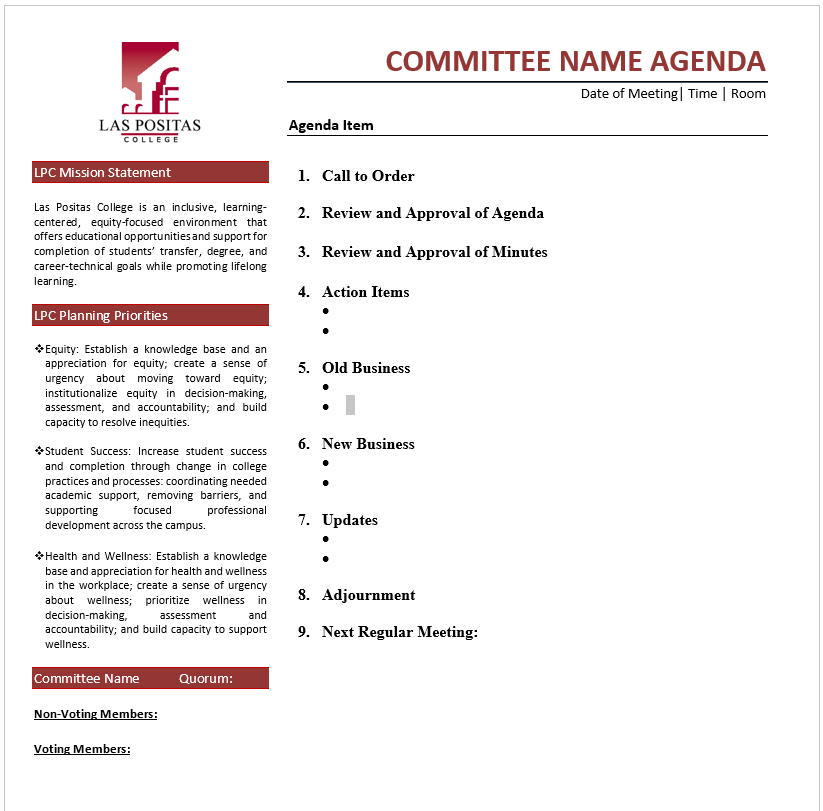 LAS POSITAS
COLLEGE
COMMITTEE NAME AGENDA
Date of Meeting| Time | Room
Agenda Item
LPC Mission Statement
Las Positas College is an inclusive, learning-
centered, equity-focused environment that
offers educational opportunities and support for
completion of students’ transfer, degree, and
career-technical goals while promoting lifelong
learning.
LPC Planning Priorities
❖Equity: Establish a knowledge base and an
appreciation for equity; create a sense of
urgency about moving toward equity;
institutionalize equity in decision-making,
assessment, and accountability; and build
capacity to resolve inequities.
❖Student Success: Increase student success
and completion through change in college
practices and processes: coordinating needed
academic support, removing barriers, and
supporting focused professional
development across the campus.
❖Health and Wellness: Establish a knowledge
base and appreciation for health and wellness
in the workplace; create a sense of urgency
about wellness; prioritize wellness in
decision-making, assessment and
accountability; and build capacity to support
wellness.
Committee Name Quorum:
Non-Voting Members:
Voting Members:
1. Call to Order
2. Review and Approval of Agenda
3. Review and Approval of Minutes
4. Action Items
•
•
5. Old Business
•
•
6. New Business
•
•
7. Updates
•
•
8. Adjournment
9. Next Regular Meeting: